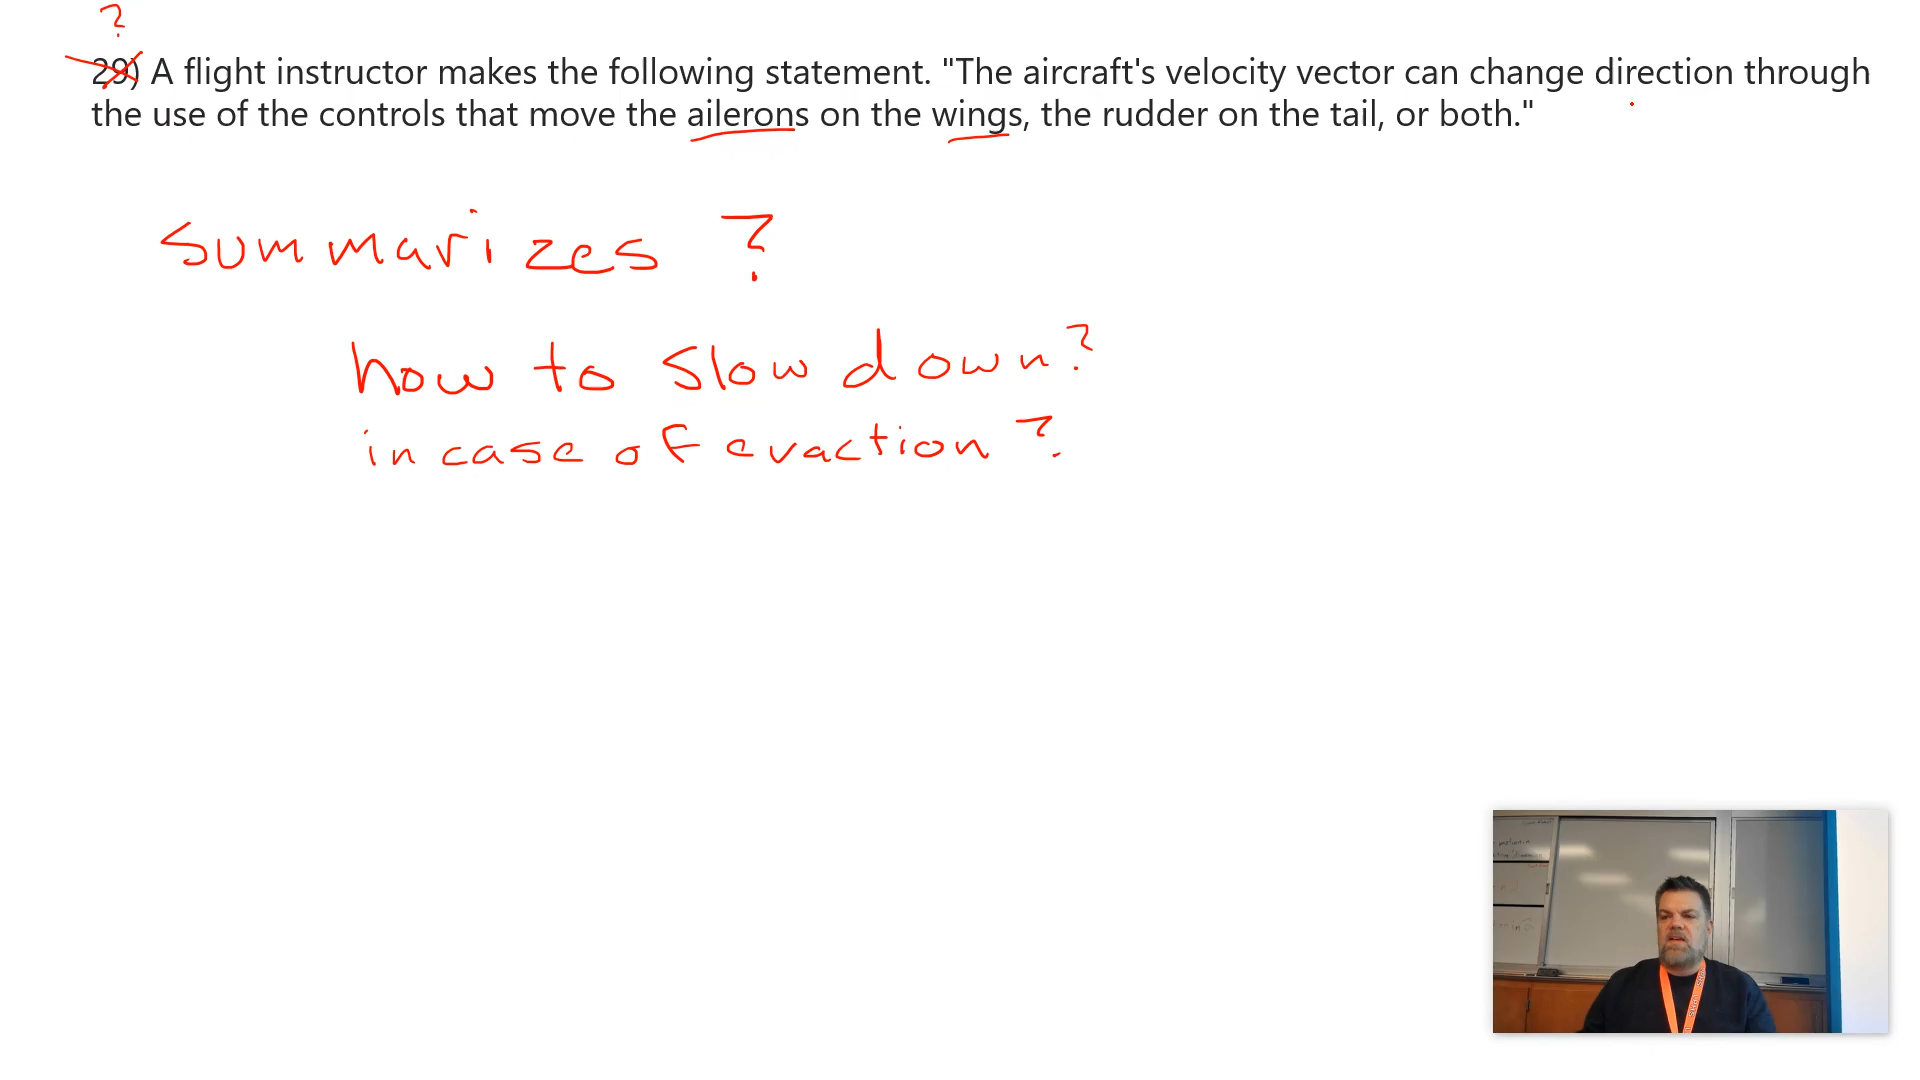 ?
29) A flight instructor makes the following statement. "The aircraft's velocity vector can change direction through
the use of the controls that move the ailerons on the wings, the rudder on the tail, or both."
summarizes ?
how to slow down?
in case of evaction ?